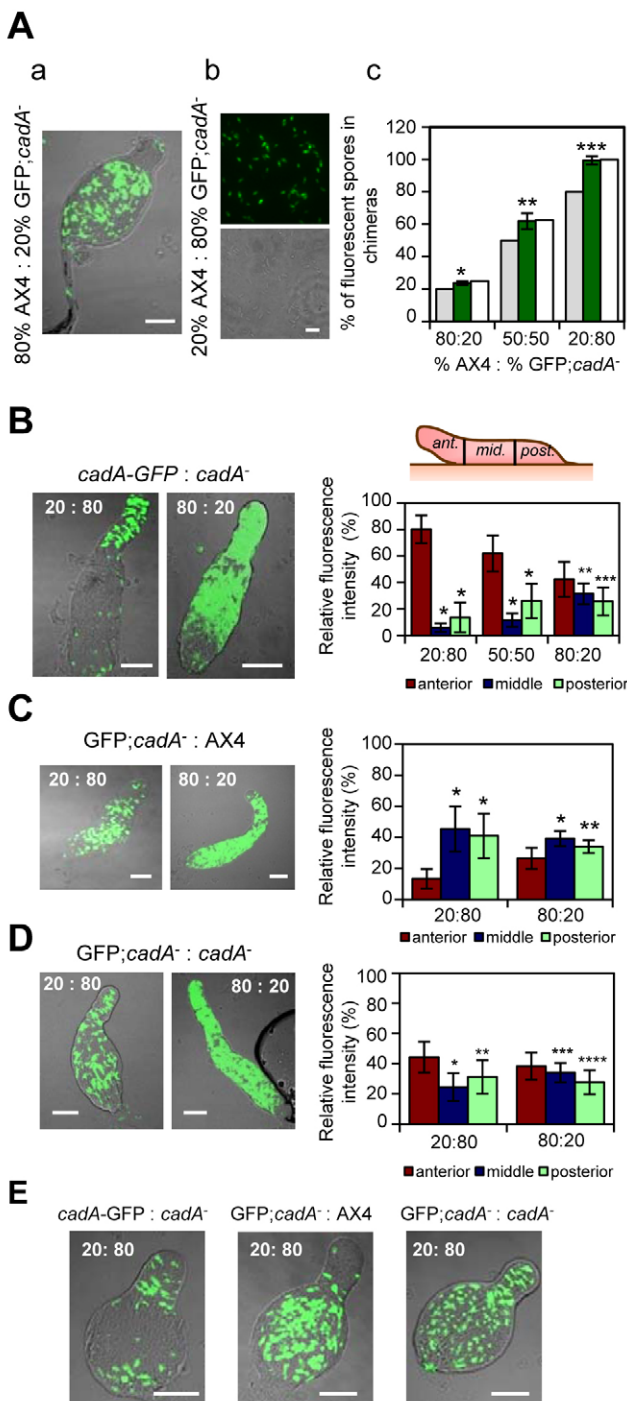 A
a
b
c
80% AX4 : 20% GFP;cadA-
20% AX4 : 80% GFP;cadA-
% of fluorescent spores in
chimeras
120
100
80
60
40
20
0
*
**
***
80:20
50:50
20:80
% AX4 : % GFP;cadA-
B
cadA-GFP : cadA-
20 : 80
80 : 20
ant.
mid.
post.
Relative fluorescence
intensity (%)
100
80
60
40
20
0
*
*
*
*
**
***
20:80
50:50
80:20
anterior
middle
posterior
C
GFP;cadA- : AX4
20 : 80
80 : 20
Relative fluorescence
intensity (%)
100
80
60
40
20
0
*
*
*
**
20:80
80:20
anterior
middle
posterior
D
GFP;cadA- : cadA-
20 : 80
80 : 20
Relative fluorescence
intensity (%)
100
80
60
40
20
0
*
**
***
****
20:80
80:20
anterior
middle
posterior
E
cadA-GFP : cadA-
GFP;cadA- : AX4
GFP;cadA- : cadA-
20: 80
20: 80
20: 80